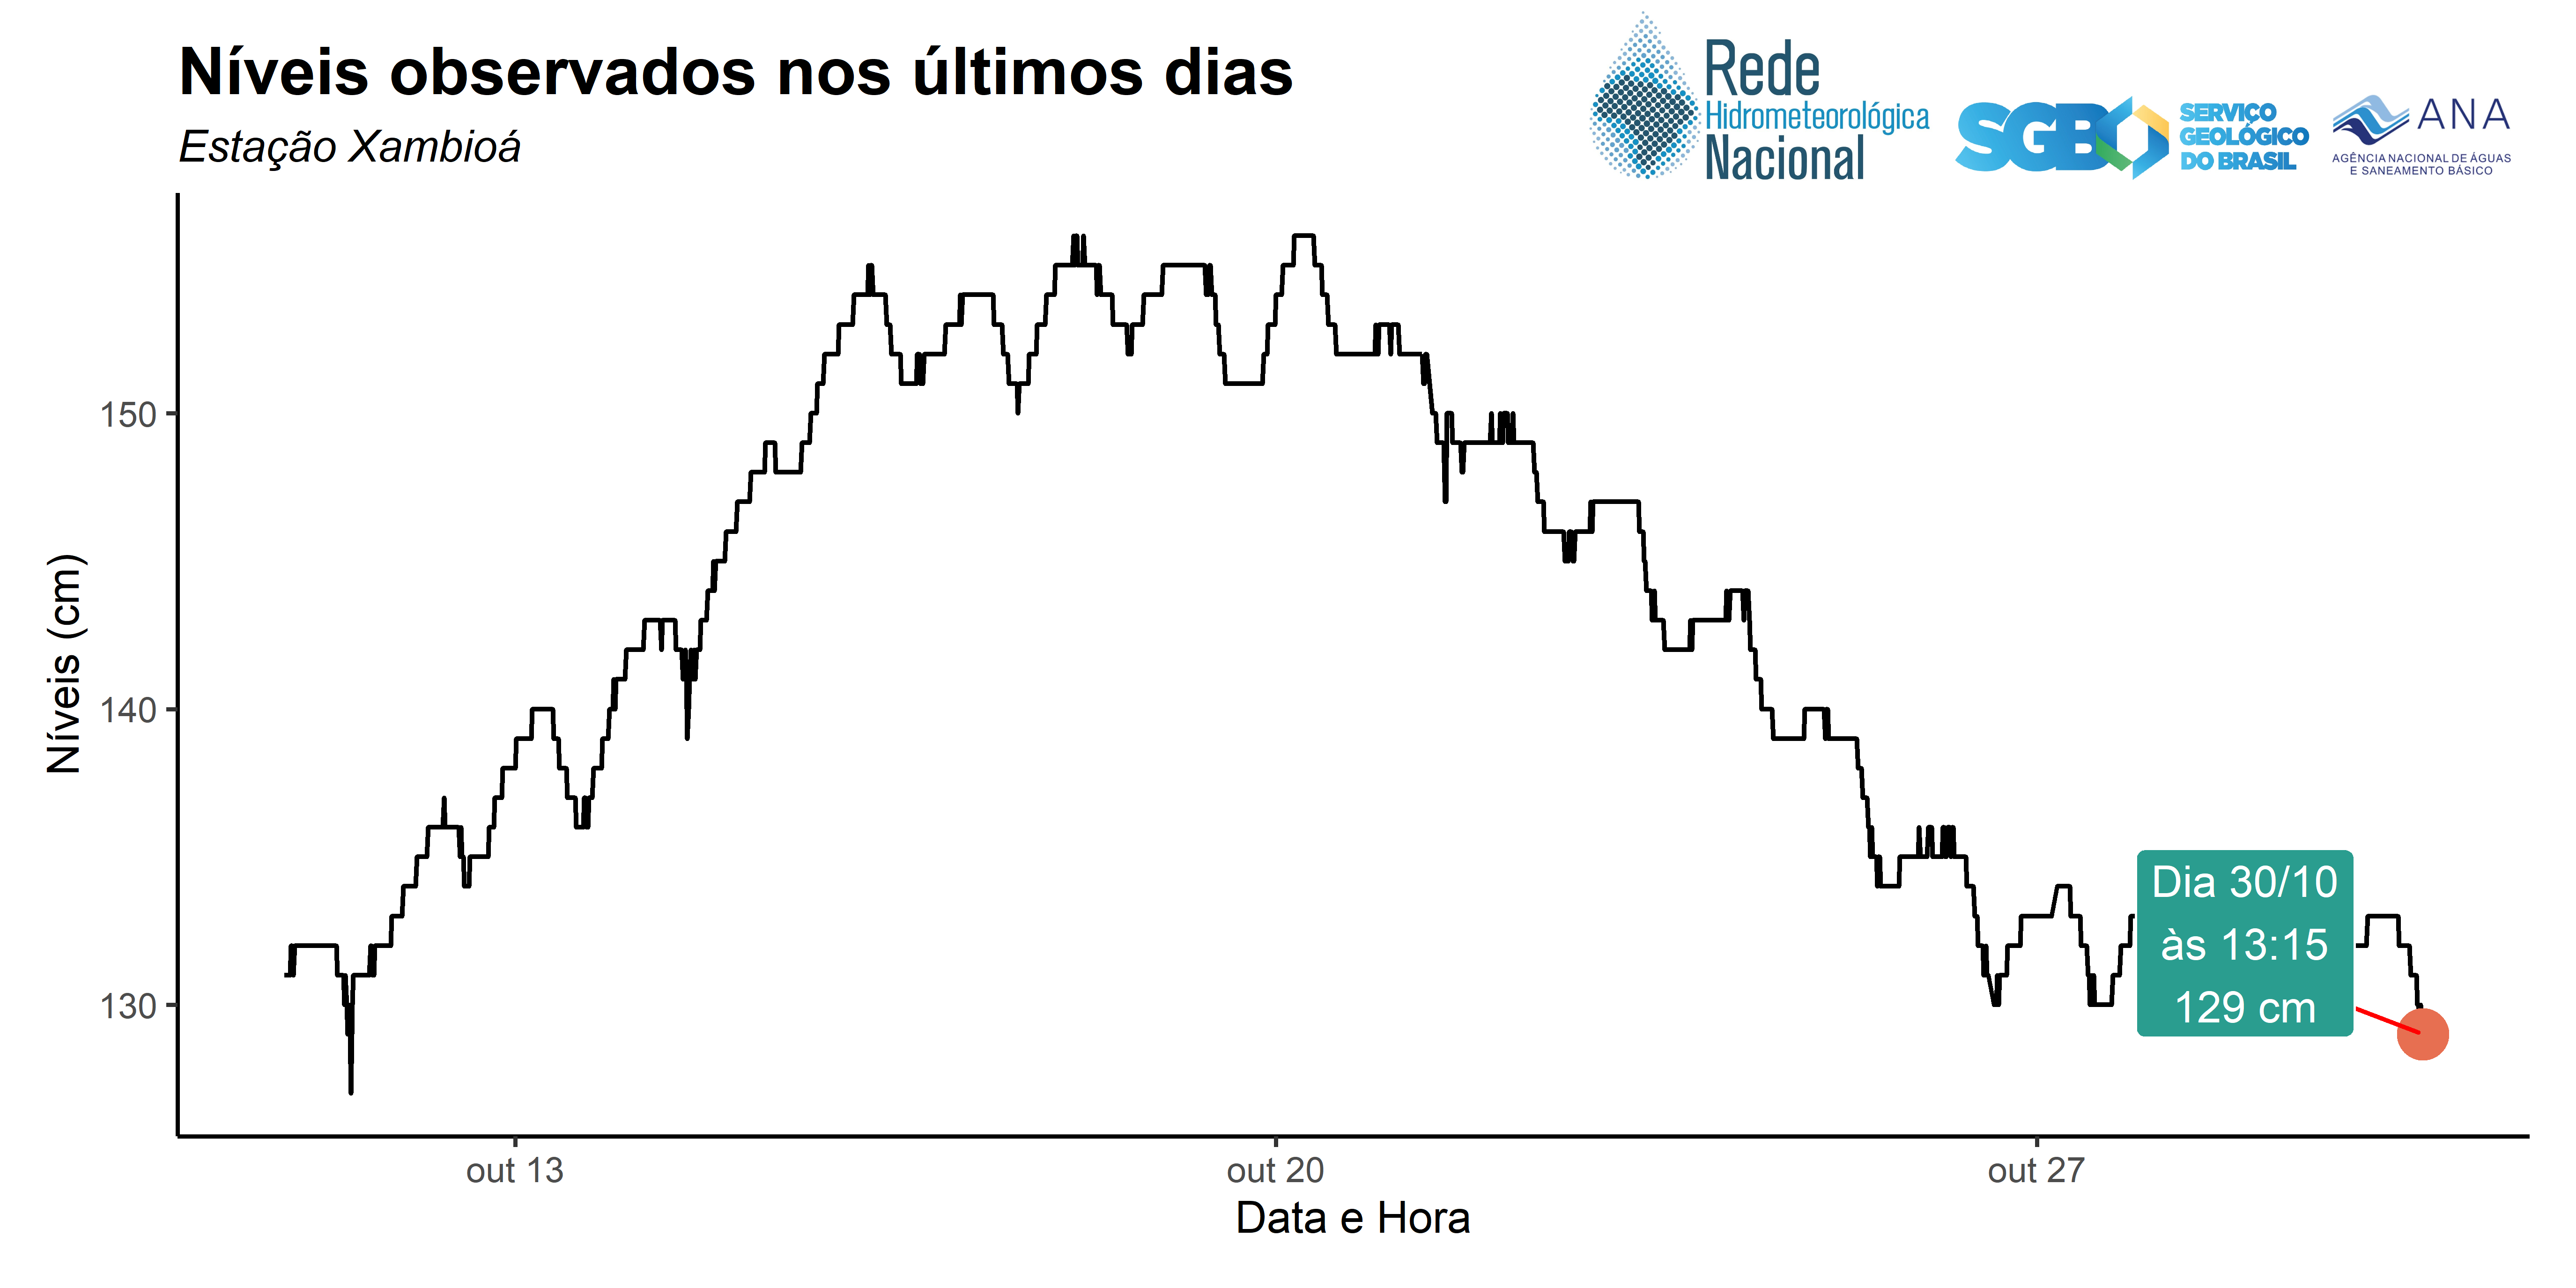 Níveis observados nos últimos dias
Estação Xambioá
Rede
Hidrometeorológica
Nacional
SGB
SERVIÇO
GEOLÓGICO
DO BRASIL
ANA
AGÊNCIA NACIONAL DE ÁGUAS
E SANEAMENTO BÁSICO
Níveis (cm)
150
140
130
Dia 30/10
às 13:15
129 cm
out 13
out 20
out 27
Data e Hora